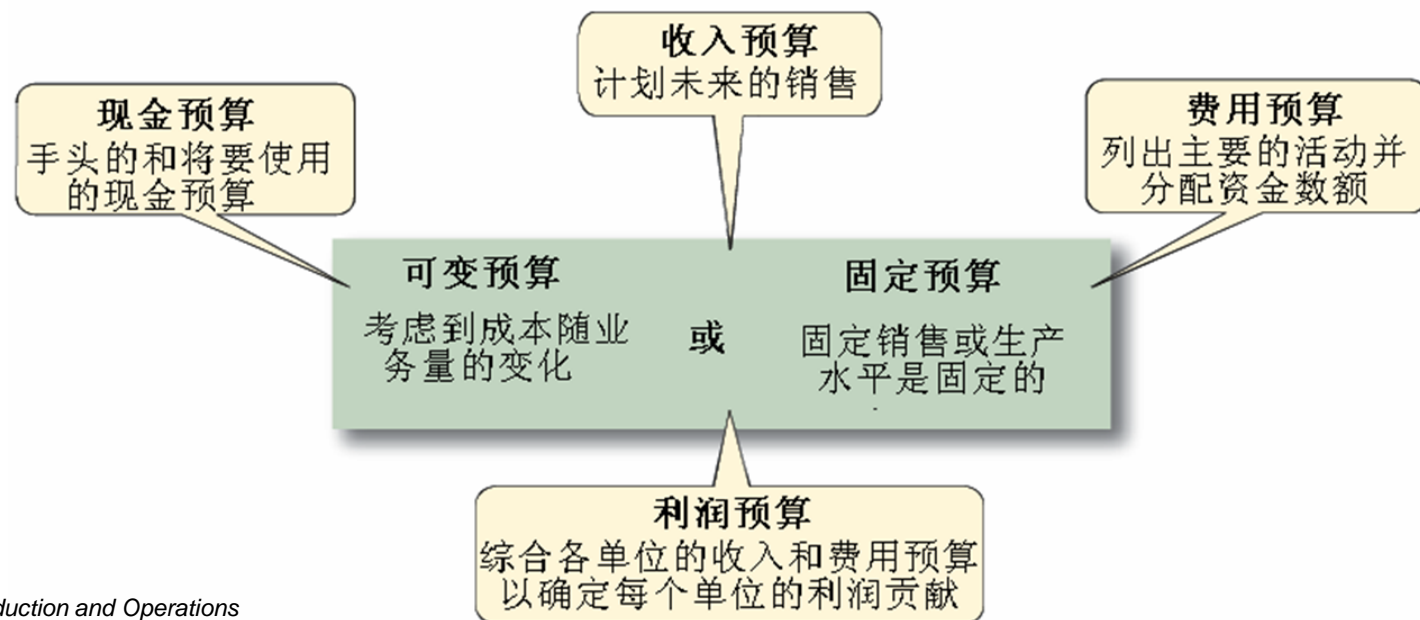 收入预算
计划未来的销售
现金预算
手头的和将要使用
的现金预算
费用预算
列出主要的活动并
分配资金数额
可变预算
考虑到成本随业
务量的变化
或
固定预算
固定销售或生产
水平是固定的
利润预算
综合各单位的收入和费用预算
以确定每个单位的利润贡献
and Operations